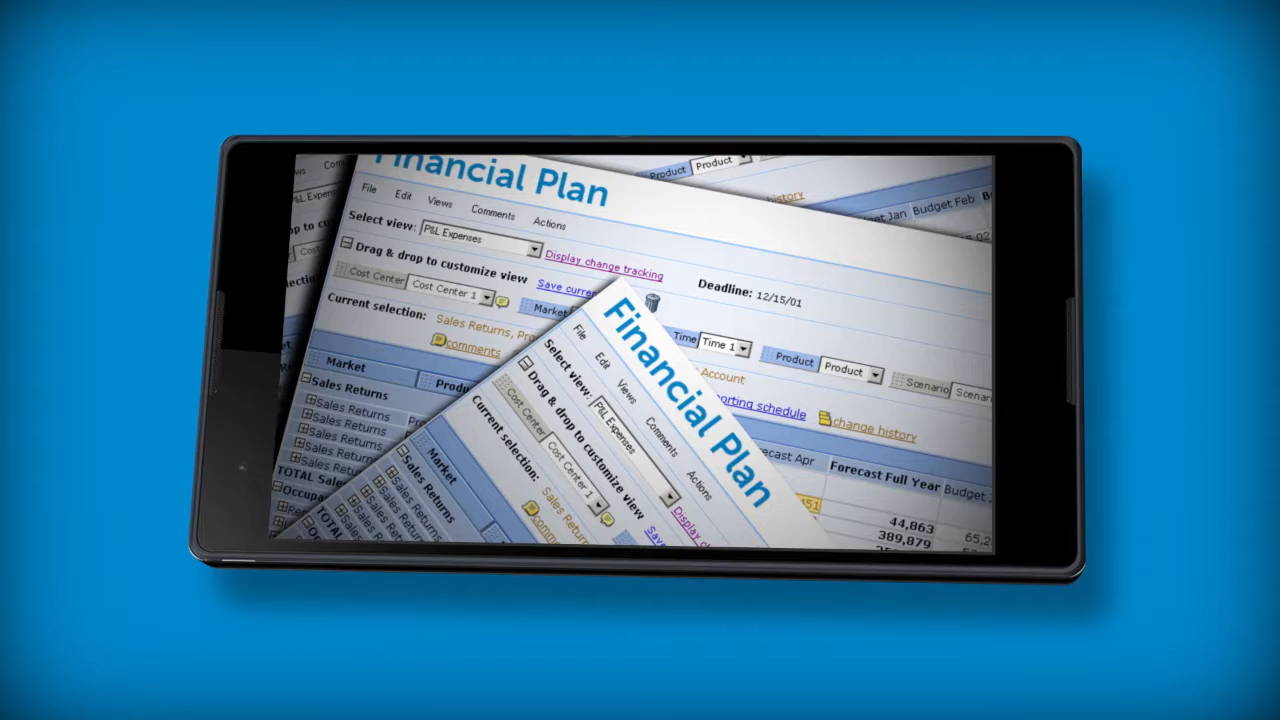 Financial Plan
File Edit Views Comments Actions
Select view: P&L Expenses Display change tracking
Deadline: 12/15/01
Drag & drop to customize view
Cost Center Cost Center 1 Save
Market Time Time 1 Product Product Scenario
Current selection: Sales Returns,
comments
Account
reporting schedule change history
Market
Sales Returns
Sales Returns
Sales Returns
Sales Returns
Sales Returns
TOTAL
Forecast Apr Forecast Full Year Budget
44,863
389,879
Product Product
history
Jan Budget Feb
Financial Plan
File Edit Views Comments Actions
Select view: P&L Expenses
Drag & drop to customize view
Cost Center Cost Center 1
Current selection:
Market
Sales Returns
Sales Returns
Sales Returns
Sales Returns
TOTAL